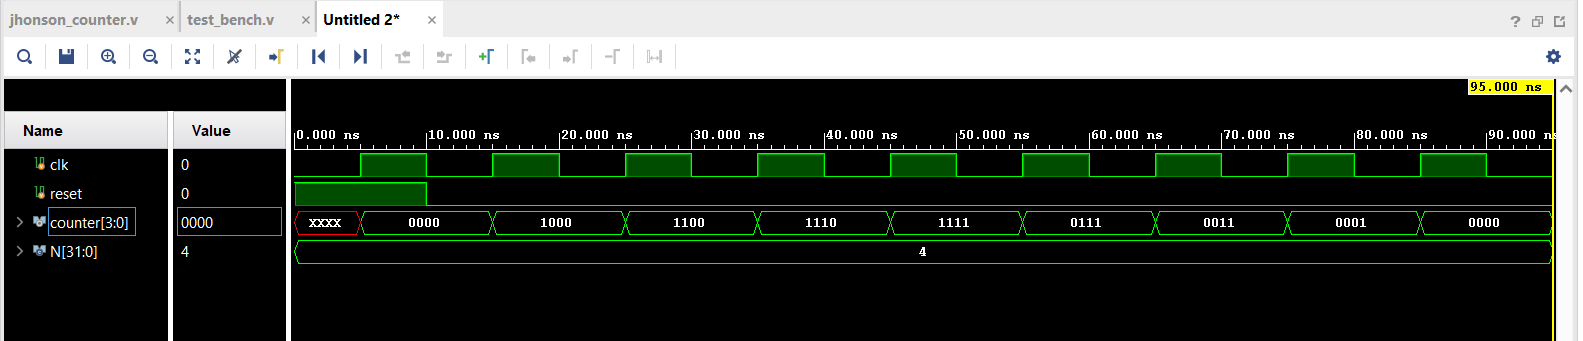 jhonson_counter.v × test_bench.v × Untitled 2* ×
95.000 ns
Name Value
0.000 ns 10.000 ns 20.000 ns 30.000 ns 40.000 ns 50.000 ns 60.000 ns 70.000 ns 80.000 ns 90.000 ns
clk 0
reset 0
counter[3:0] 0000 XXXX 0000 1000 1100 1110 1111 0111 0011 0001 0000
N[31:0] 4 4